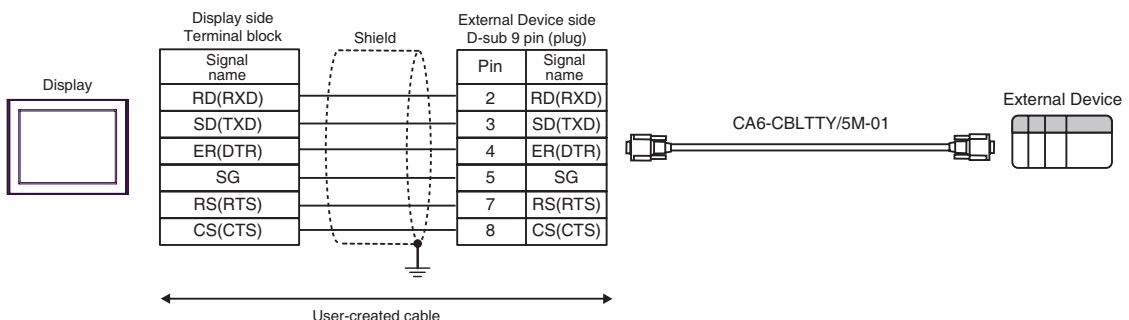 Display side
Terminal block
Shield
External Device side
D-sub 9 pin (plug)
Signal
name
Pin
Signal
name
Display
RD(RXD)
2
RD(RXD)
External Device
SD(TXD)
3
SD(TXD)
CA6-CBLTTY/5M-01
ER(DTR)
4
ER(DTR)
SG
5
SG
RS(RTS)
7
RS(RTS)
CS(CTS)
8
CS(CTS)
User-created cable